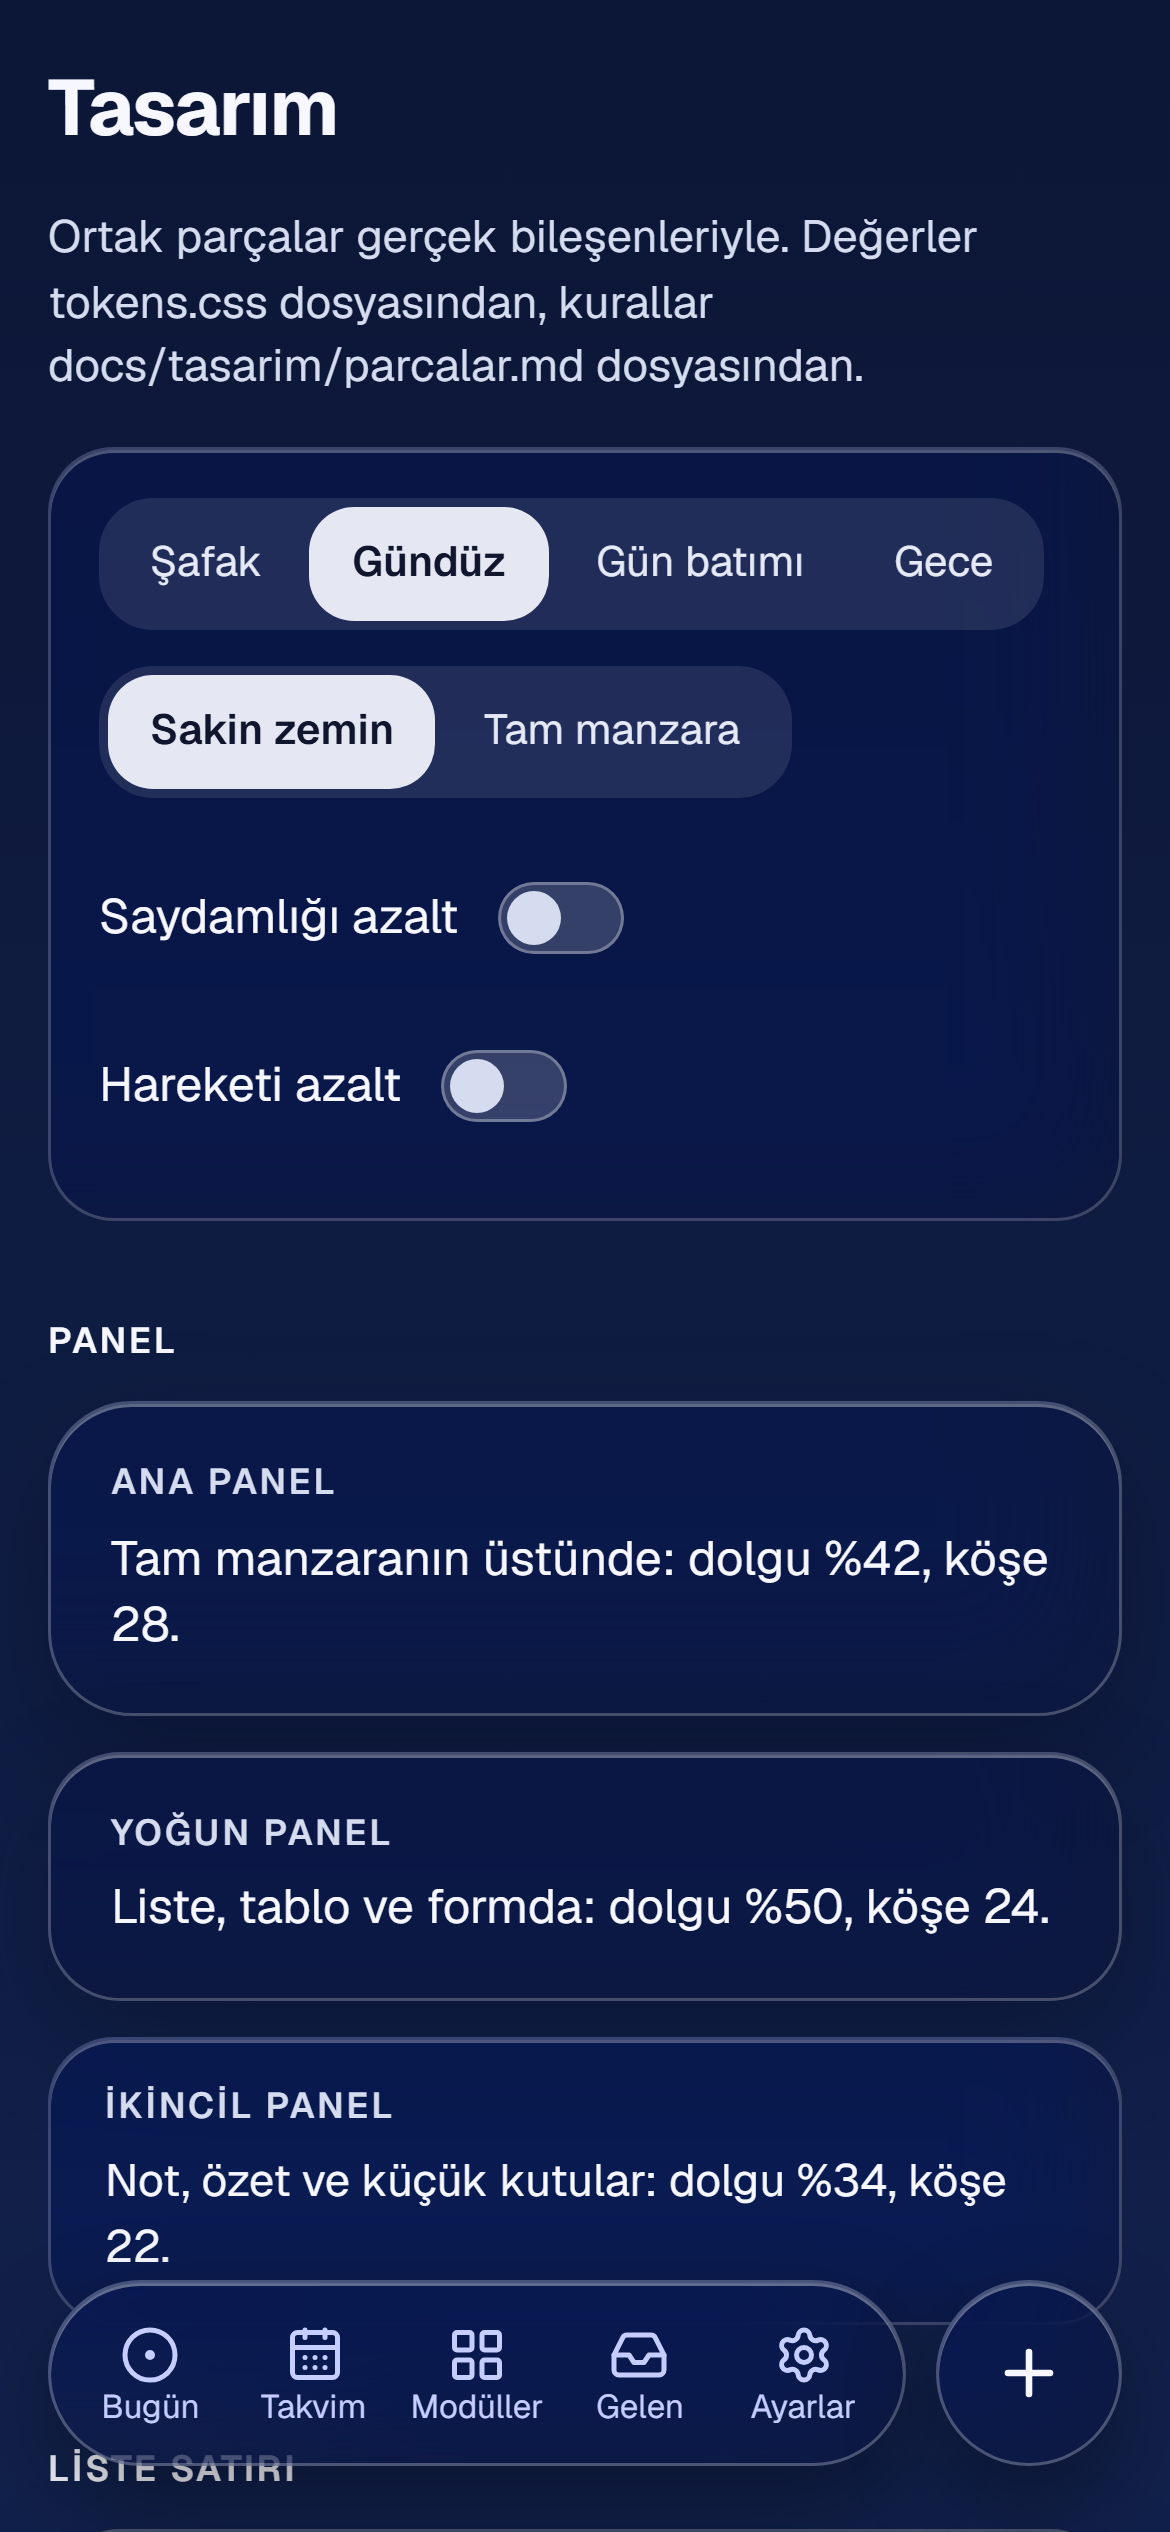 Tasarım
Ortak parçalar gerçek bileşenleriyle. Değerler
tokens.css dosyasından, kurallar
docs/tasarim/parcalar.md dosyasından.
Şafak Gündüz Gün batımı Gece
Sakin zemin Tam manzara
Saydamlığı azalt
Hareketi azalt
PANEL
ANA PANEL
Tam manzaranın üstünde: dolgu %42, köşe
28.
YOĞUN PANEL
Liste, tablo ve formda: dolgu %50, köşe 24.
İKİNCİL PANEL
Not, özet ve küçük kutular: dolgu %34, köşe
22.
Bugün Takvim Modüller Gelen Ayarlar
LİSTE SATIRI